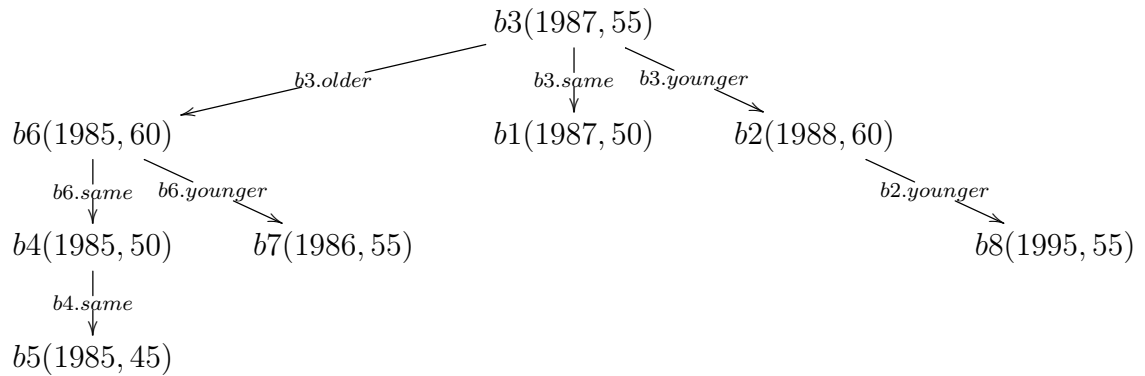 b3(1987, 55)
b3.older b3.same b3.younger
b6(1985, 60) b1(1987, 50) b2(1988, 60)
b6.same b6.younger b2.younger
b4(1985, 50) b7(1986, 55) b8(1995, 55)
b4.same
b5(1985, 45)